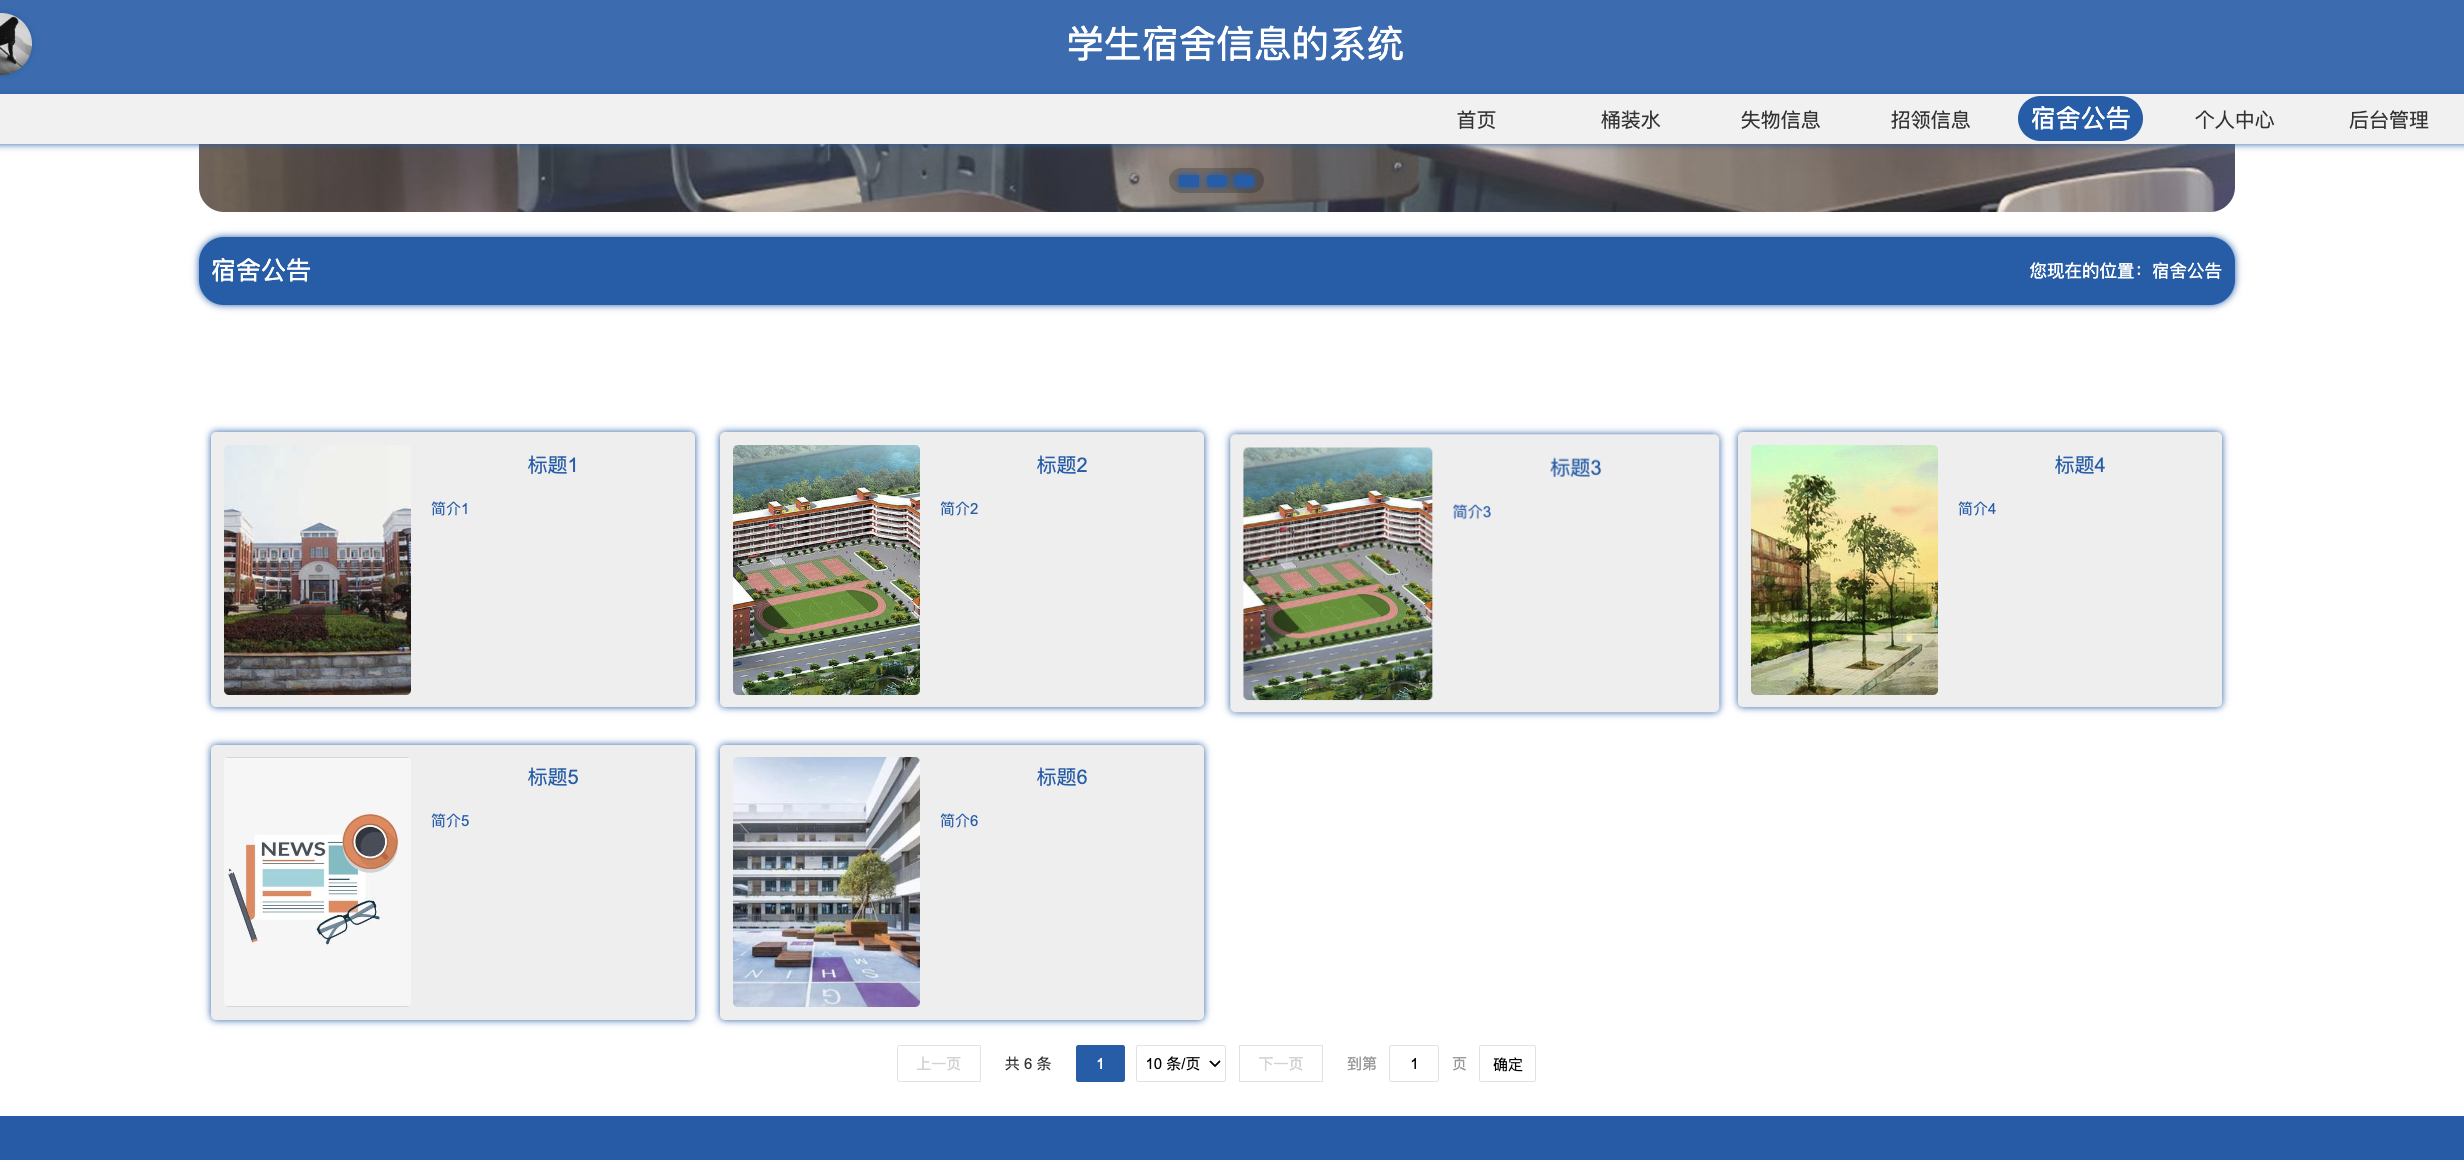 学生宿舍信息的系统
首页 桶装水 失物信息 招领信息 宿舍公告 个人中心 后台管理
宿舍公告 您现在的位置：宿舍公告
标题1
简介1
标题2
简介2
标题3
简介3
标题4
简介4
标题5
简介5
NEWS
标题6
简介6
N I H S
G
上一页 共 6 条 1 10 条/页 下一页 到第 1 页 确定